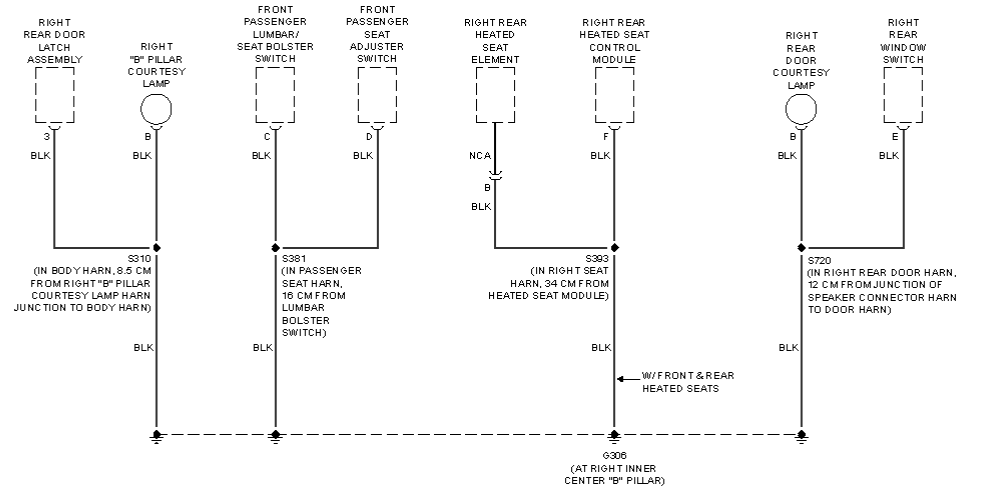 RIGHT
REAR DOOR
LATCH
ASSEMBLY
RIGHT
"B" PILLAR
COURTESY
LAMP
FRONT
PASSENGER
LUMBAR/
SEAT BOLSTER
SWITCH
FRONT
PASSENGER
SEAT
ADJUSTER
SWITCH
RIGHT REAR
HEATED
SEAT
ELEMENT
RIGHT REAR
HEATED SEAT
CONTROL
MODULE
RIGHT
REAR
DOOR
COURTESY
LAMP
RIGHT
REAR
WINDOW
SWITCH
3
B
C
D
F
B
E
BLK
BLK
BLK
BLK
NCA
BLK
BLK
BLK
B
BLK
S310
(IN BODY HARN, 8.5 CM
FROM RIGHT "B" PILLAR
COURTESY LAMP HARN
JUNCTION TO BODY HARN)
S381
(IN PASSENGER
SEAT HARN,
16 CM FROM
LUMBAR
BOLSTER
SWITCH)
S393
(IN RIGHT SEAT
HARN, 34 CM FROM
HEATED SEAT MODULE)
S720
(IN RIGHT REAR DOOR HARN,
12 CM FROM JUNCTION OF
SPEAKER CONNECTOR HARN
TO DOOR HARN)
BLK
BLK
BLK
BLK
W/ FRONT & REAR
HEATED SEATS
G306
(AT RIGHT INNER
CENTER "B" PILLAR)